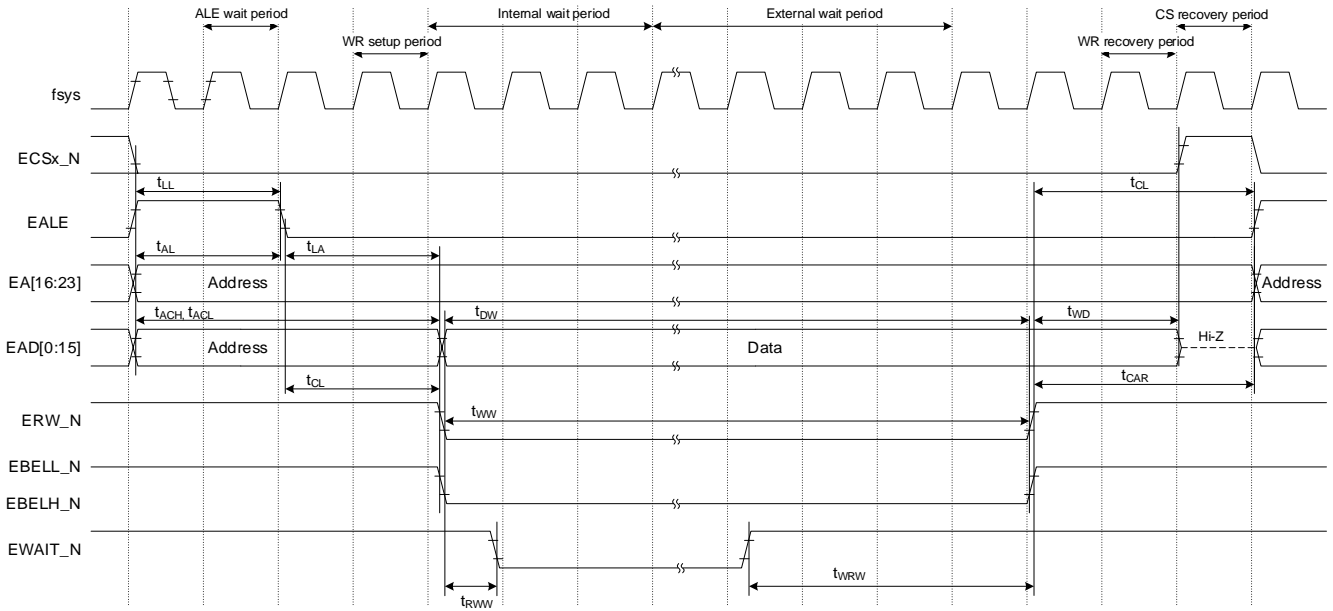 ALE wait period
Internal wait period
External wait period
CS recovery period
WR setup period
WR recovery period
fsys
ECSx_N
tLL
tCL
EALE
tAL
tLA
EA[16:23]
Address
Address
tACH, tACL
tDW
tWD
EAD[0:15]
Address
Data
Hi-Z
tCL
tCAR
ERW_N
tWW
EBELL_N
EBELH_N
EWAIT_N
tRWW
tWRW